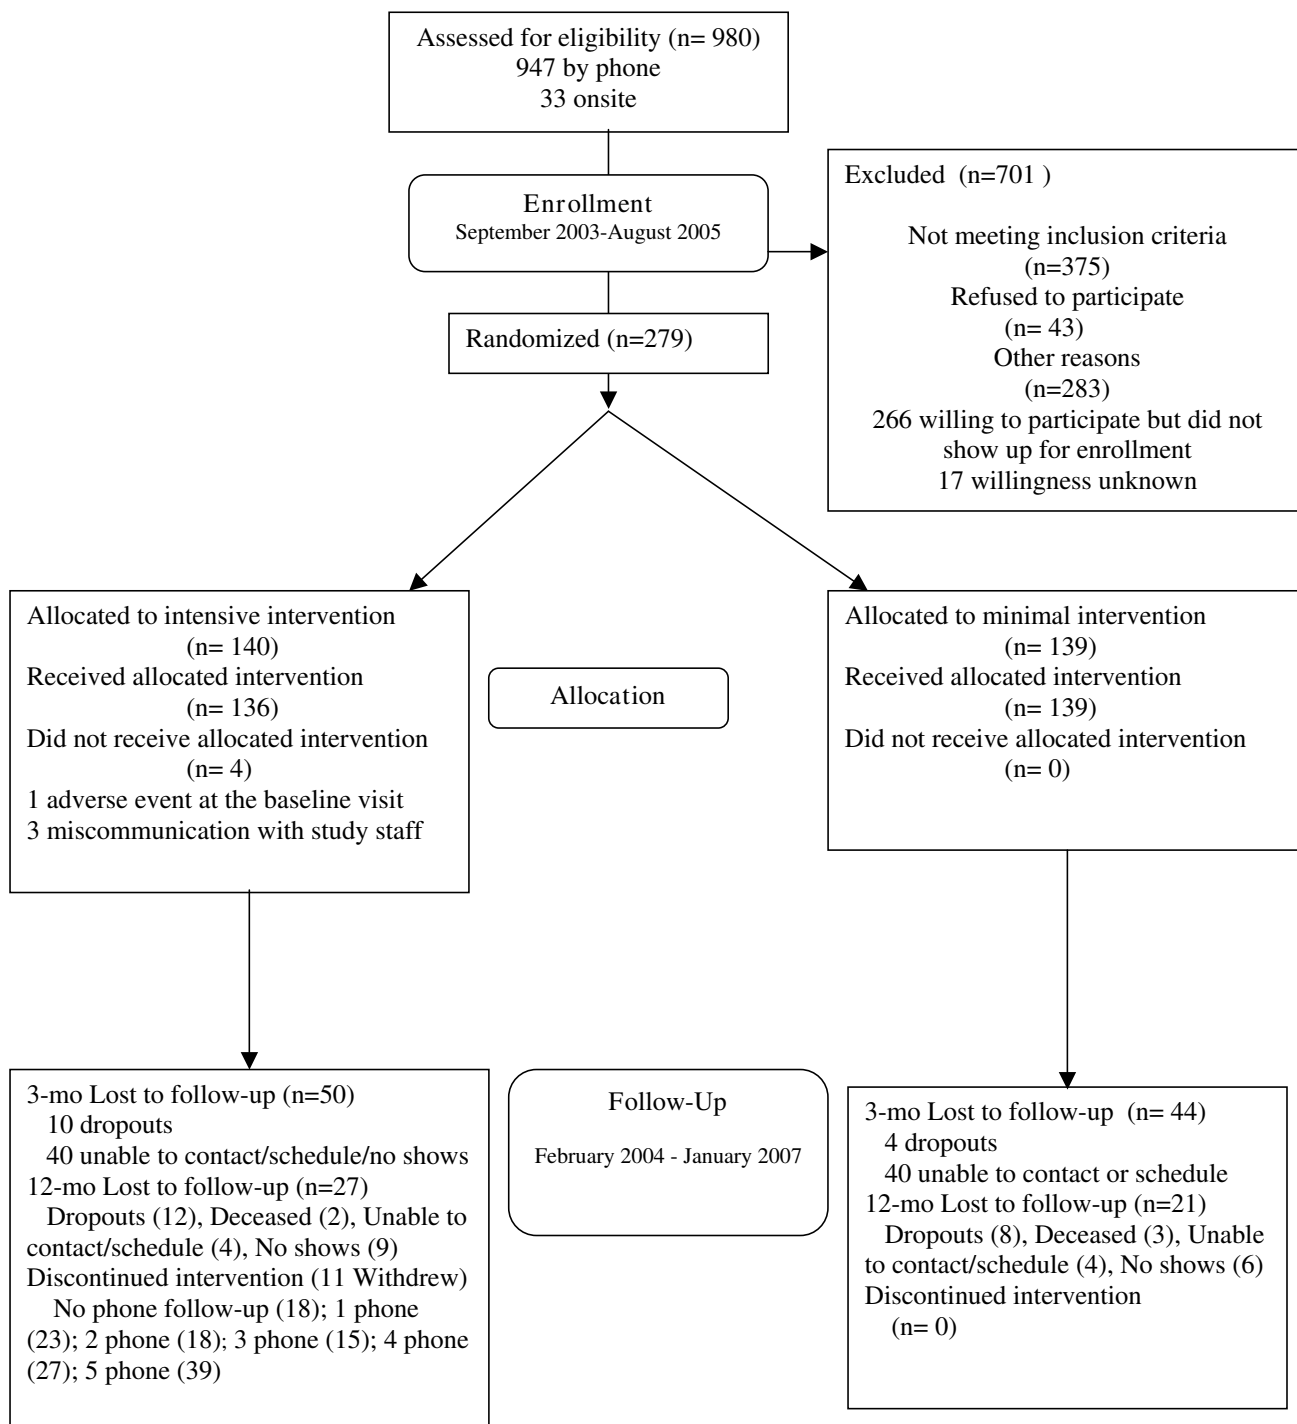 Assessed for eligibility (n= 980)
947 by phone
33 onsite
Enrollment
September 2003-August 2005
Excluded  (n=701 )
Not meeting inclusion criteria
(n=375)
Refused to participate
(n= 43)
Other reasons
(n=283)
266 willing to participate but did not
show up for enrollment
17 willingness unknown
Randomized (n=279)
Allocated to intensive intervention
(n= 140)
Received allocated intervention
(n= 136)
Did not receive allocated intervention
(n= 4)
1 adverse event at the baseline visit
3 miscommunication with study staff
Allocation
Allocated to minimal intervention
(n= 139)
Received allocated intervention
(n= 139)
Did not receive allocated intervention
(n= 0)
3-mo Lost to follow-up (n=50)
10 dropouts
40 unable to contact/schedule/no shows
12-mo Lost to follow-up (n=27)
Dropouts (12), Deceased (2), Unable to
contact/schedule (4), No shows (9)
Discontinued intervention (11 Withdrew)
No phone follow-up (18); 1 phone
(23); 2 phone (18); 3 phone (15); 4 phone
(27); 5 phone (39)
Follow-Up
February 2004 - January 2007
3-mo Lost to follow-up  (n= 44)
4 dropouts
40 unable to contact or schedule
12-mo Lost to follow-up (n=21)
Dropouts (8), Deceased (3), Unable
to contact/schedule (4), No shows (6)
Discontinued intervention
(n= 0)